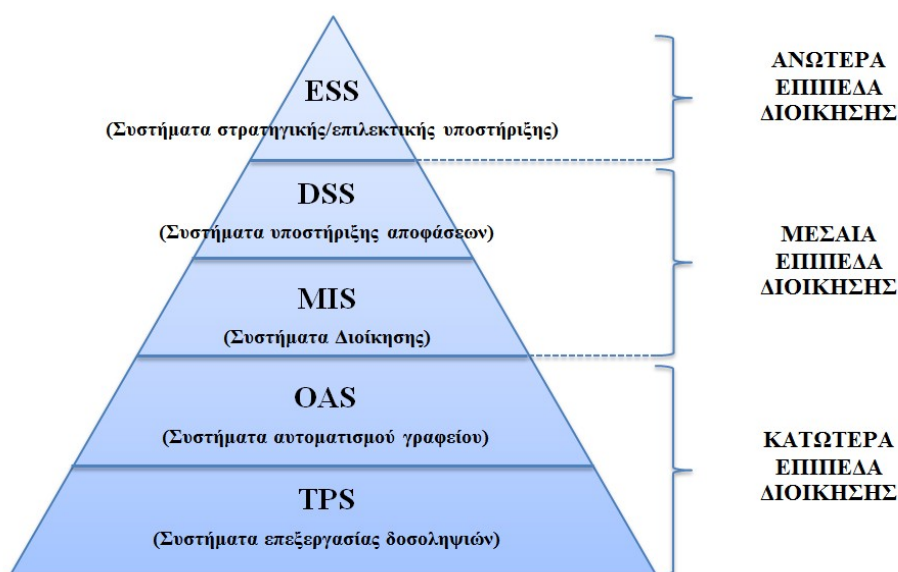 ESS
(Συστήματα στρατηγικής/επιλεκτικής υποστήριξης)
ΑΝΩΤΕΡΑ
ΕΠΙΠΕΔΑ
ΔΙΟΙΚΗΣΗΣ
DSS
(Συστήματα υποστήριξης αποφάσεων)
MIS
(Συστήματα Διοίκησης)
ΜΕΣΑΙΑ
ΕΠΙΠΕΔΑ
ΔΙΟΙΚΗΣΗΣ
OAS
(Συστήματα αυτοματισμού γραφείου)
TPS
(Συστήματα επεξεργασίας δοσοληψιών)
ΚΑΤΩΤΕΡΑ
ΕΠΙΠΕΔΑ
ΔΙΟΙΚΗΣΗΣ